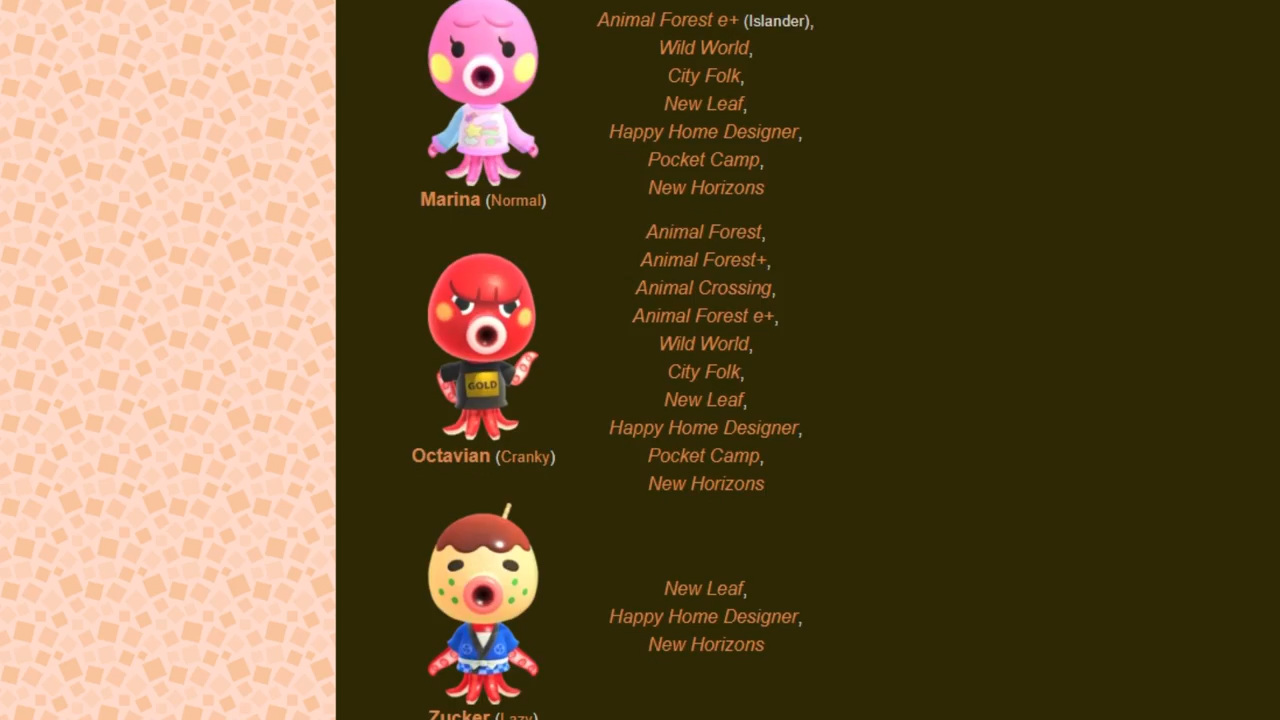 Animal Forest e+ (Islander),
Wild World,
City Folk,
New Leaf,
Happy Home Designer,
Pocket Camp,
New Horizons
Marina (Normal)
Animal Forest,
Animal Forest+,
Animal Crossing,
Animal Forest e+,
Wild World,
City Folk,
New Leaf,
Happy Home Designer,
Pocket Camp,
New Horizons
GOLD
Octavian (Cranky)
New Leaf,
Happy Home Designer,
New Horizons
Zucker (Lazy)